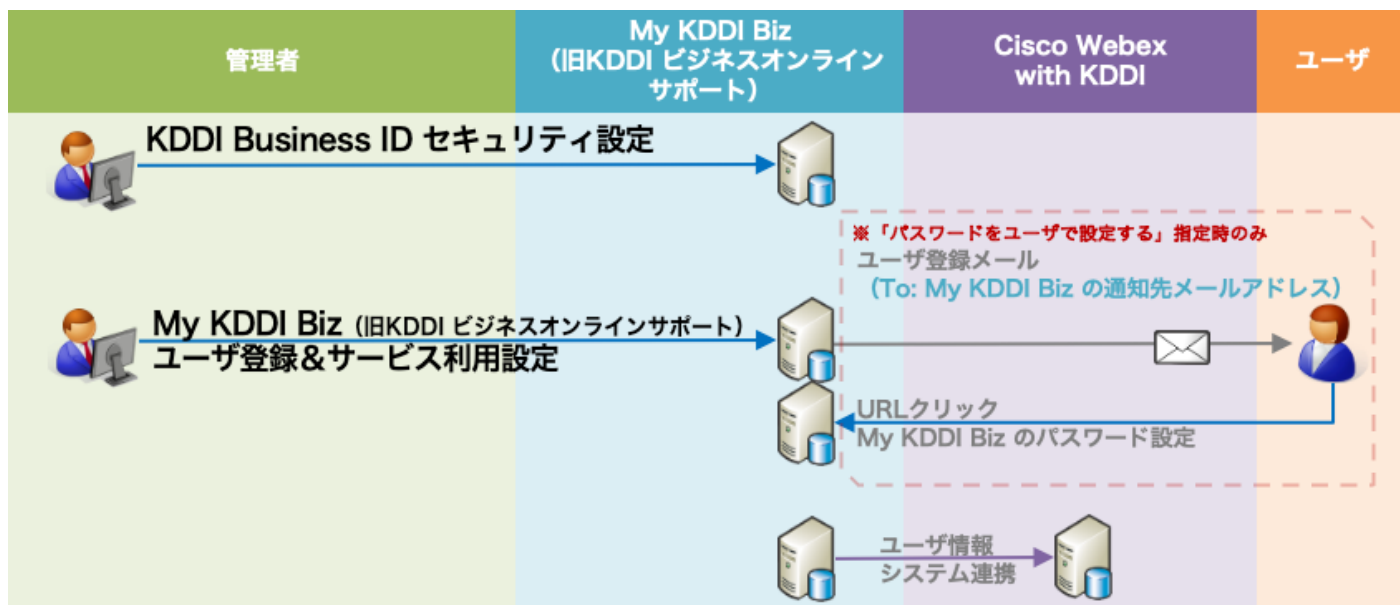 管理者
My KDDI Biz
（旧KDDI ビジネスオンライン
サポート）
Cisco Webex
with KDDI
ユーザ
KDDI Business ID セキュリティ設定
※「パスワードをユーザで設定する」指定時のみ
ユーザ登録メール
（To: My KDDI Biz の通知先メールアドレス）
My KDDI Biz（旧KDDI ビジネスオンラインサポート）
ユーザ登録＆サービス利用設定
URLクリック
My KDDI Biz のパスワード設定
ユーザ情報
システム連携